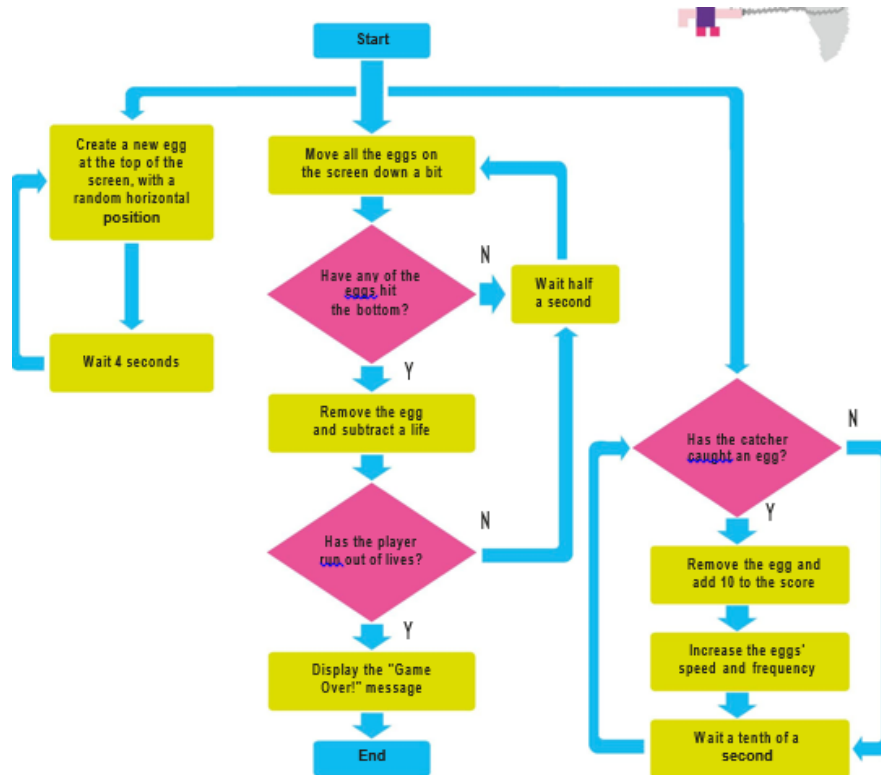 Start
Create a new egg
at the top of the
screen, with a
random horizontal
position
Wait 4 seconds
Move all the eggs on
the screen down a bit
Have any of the
eggs hit
the bottom?
N
Wait half
a second
Y
Remove the egg
and subtract a life
Has the player
run out of lives?
N
Y
Display the "Game
Over!" message
End
Has the catcher
caught an egg?
N
Y
Remove the egg and
add 10 to the score
Increase the eggs'
speed and frequency
Wait a tenth of a
second